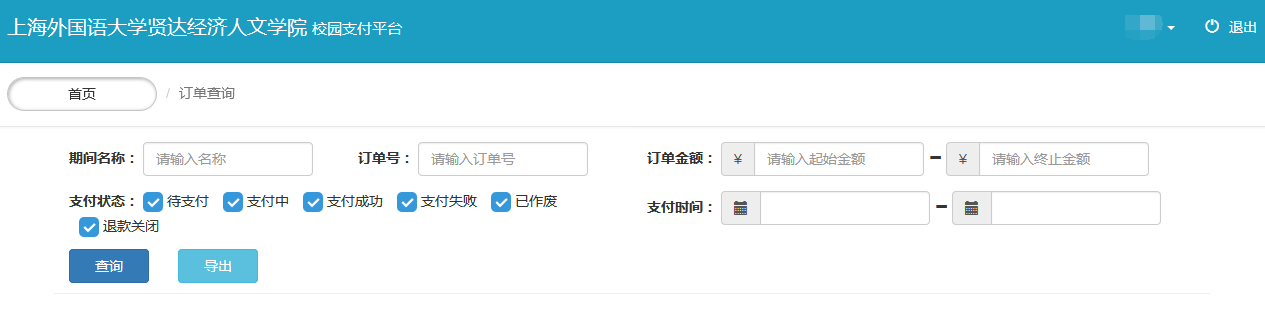 上海外国语大学贤达经济人文学院 校园支付平台 退出
首页 / 订单查询
期间名称： 请输入名称 订单号： 请输入订单号 订单金额： ¥ 请输入起始金额 － ¥ 请输入终止金额
支付状态： 待支付 支付中 支付成功 支付失败 已作废 支付时间： －
退款关闭
查询 导出